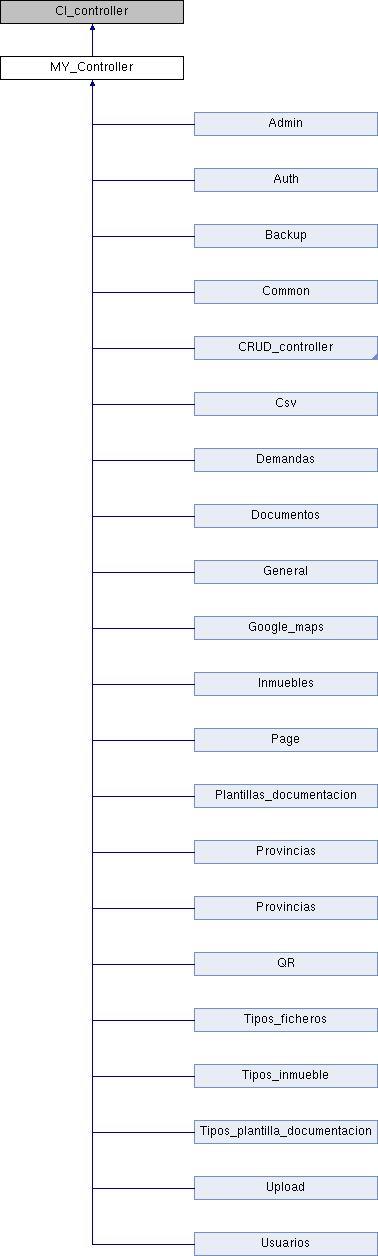 CI_controller
MY_Controller
Admin
Auth
Backup
Common
CRUD_controller
Csv
Demandas
Documentos
General
Google_maps
Inmuebles
Page
Plantillas_documentacion
Provincias
Provincias
QR
Tipos_ficheros
Tipos_inmueble
Tipos_plantilla_documentacion
Upload
Usuarios